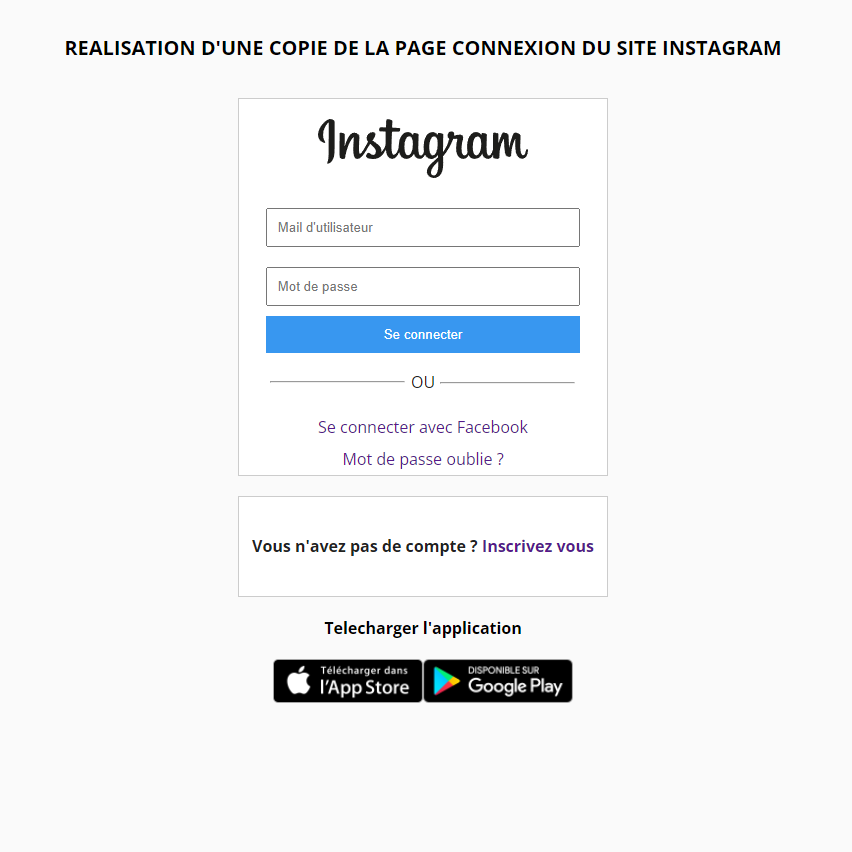 REALISATION D'UNE COPIE DE LA PAGE CONNEXION DU SITE INSTAGRAM
Instagram
Mail d'utilisateur
Mot de passe
Se connecter
OU
Se connecter avec Facebook
Mot de passe oublie ?
Vous n'avez pas de compte ? Inscrivez vous
Telecharger l'application
Télécharger dans
l'App Store
DISPONIBLE SUR
Google Play